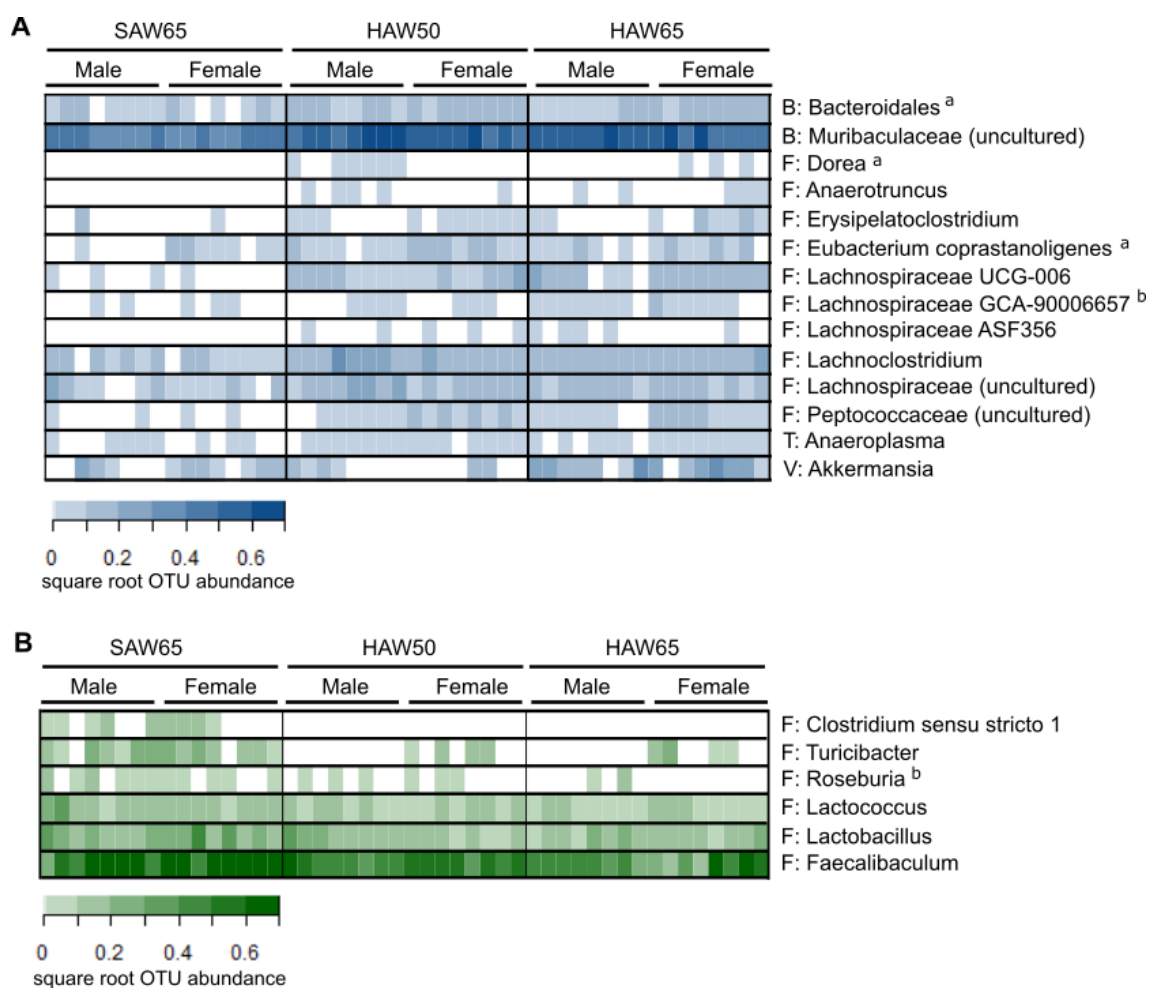 A
SAW65 HAW50 HAW65
Male Female Male Female Male Female
B: Bacteroidales a
B: Muribaculaceae (uncultured)
F: Dorea a
F: Anaerotruncus
F: Erysipelatoclostridium
F: Eubacterium coprastanoligenes a
F: Lachnospiraceae UCG-006
F: Lachnospiraceae GCA-90006657 b
F: Lachnospiraceae ASF356
F: Lachnoclostridium
F: Lachnospiraceae (uncultured)
F: Peptococcaceae (uncultured)
T: Anaeroplasma
V: Akkermansia
0 0.2 0.4 0.6
square root OTU abundance
B
SAW65 HAW50 HAW65
Male Female Male Female Male Female
F: Clostridium sensu stricto 1
F: Turicibacter
F: Roseburia b
F: Lactococcus
F: Lactobacillus
F: Faecalibaculum
0 0.2 0.4 0.6
square root OTU abundance